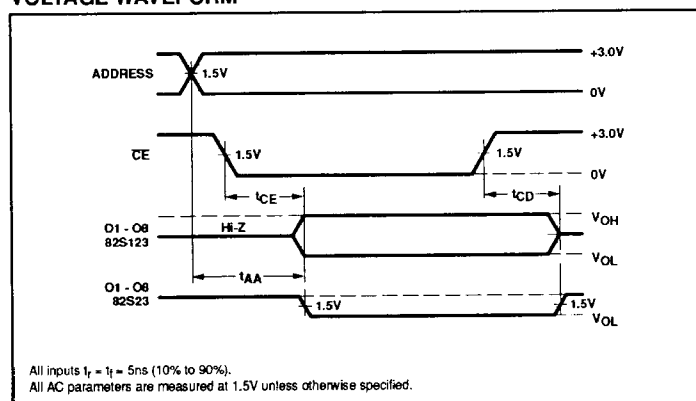 VOLTAGE WAVEFORM
ADDRESS
1.5V
+3.0V
0V
CE
1.5V
1.5V
+3.0V
0V
tCE
tCD
O1 - O8
82S123
Hi-Z
VOH
VOL
tAA
O1 - O8
82S23
1.5V
1.5V
VOL
All inputs tr = tf = 5ns (10% to 90%).
All AC parameters are measured at 1.5V unless otherwise specified.